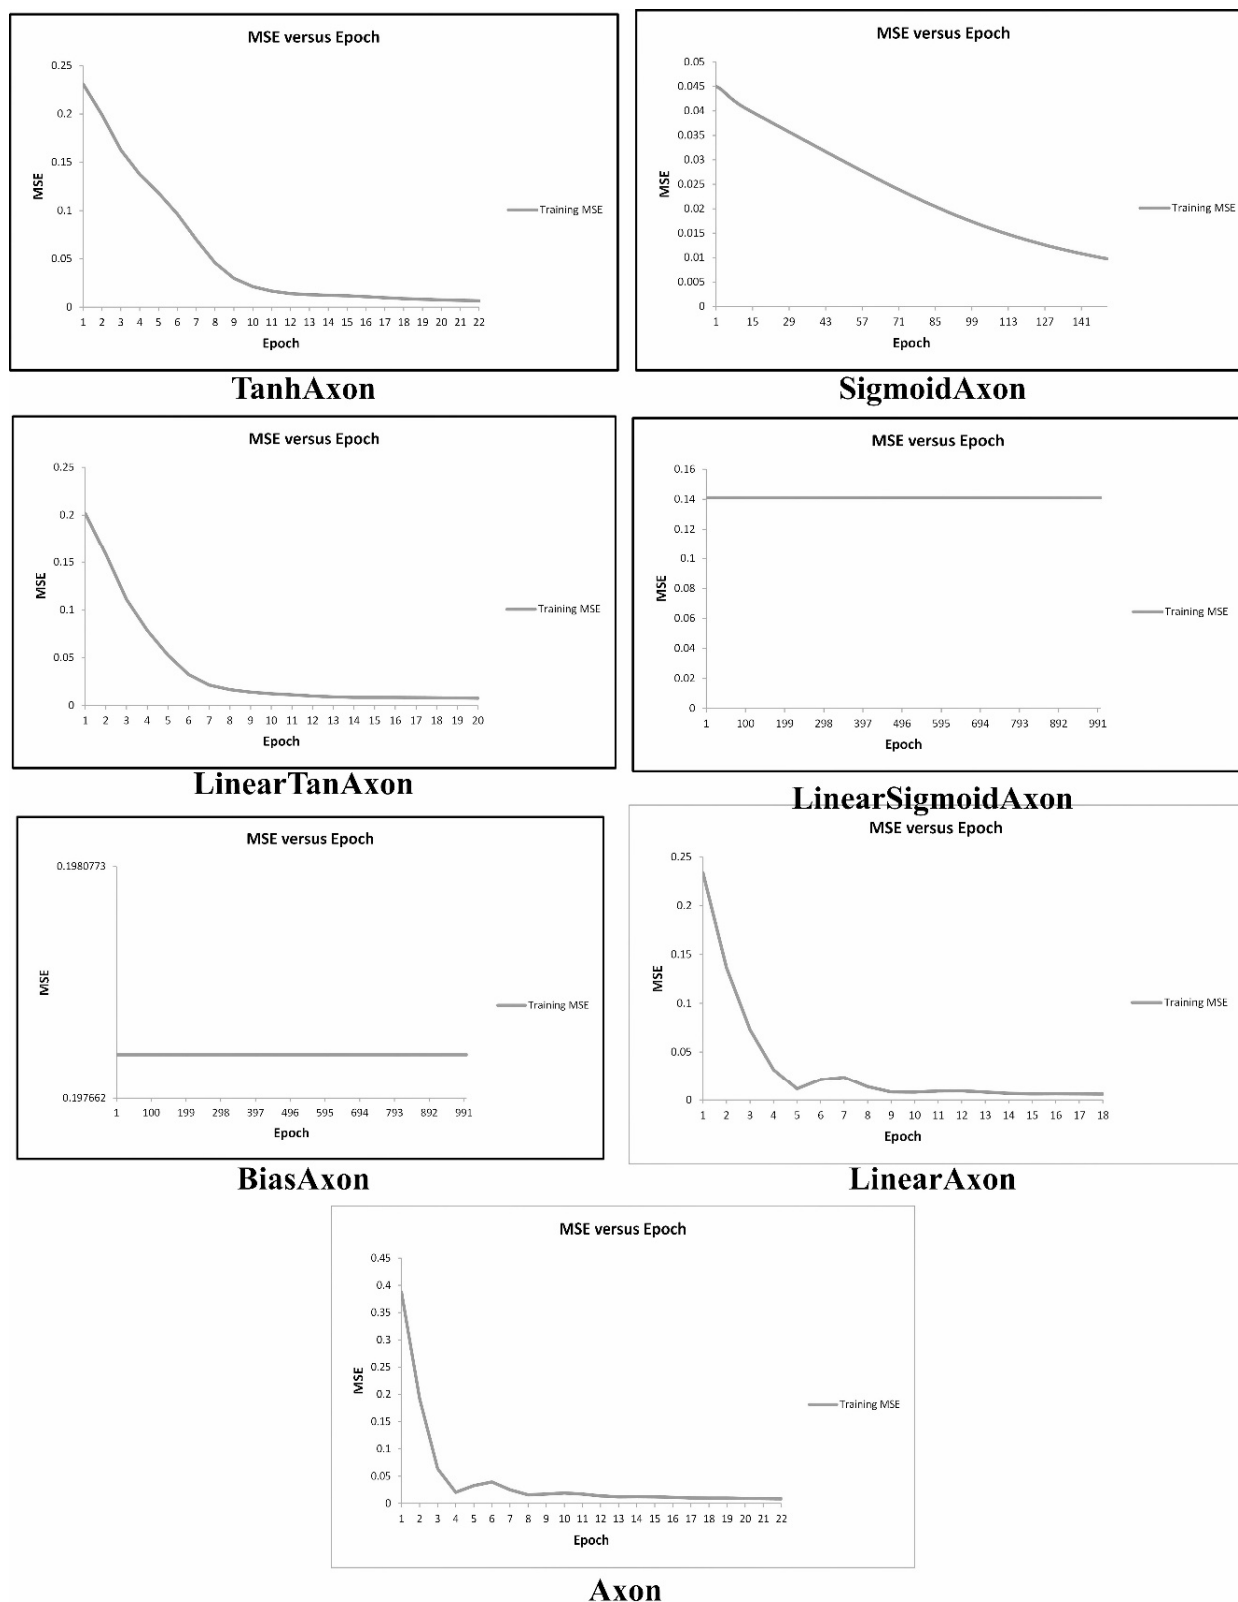 MSE versus Epoch
0.25
0.2
0.15
0.1
0.05
0
MSE
1 2 3 4 5 6 7 8 9 10 11 12 13 14 15 16 17 18 19 20 21 22
Epoch
Training MSE
TanhAxon
MSE versus Epoch
0.05
0.045
0.04
0.035
0.03
0.025
0.02
0.015
0.01
0.005
0
MSE
1 15 29 43 57 71 85 99 113 127 141
Epoch
Training MSE
SigmoidAxon
MSE versus Epoch
0.25
0.2
0.15
0.1
0.05
0
MSE
1 2 3 4 5 6 7 8 9 10 11 12 13 14 15 16 17 18 19 20
Epoch
Training MSE
LinearTanAxon
MSE versus Epoch
0.16
0.14
0.12
0.1
0.08
0.06
0.04
0.02
0
MSE
1 100 199 298 397 496 595 694 793 892 991
Epoch
Training MSE
LinearSigmoidAxon
MSE versus Epoch
0.1980773
0.197662
MSE
1 100 199 298 397 496 595 694 793 892 991
Epoch
Training MSE
BiasAxon
MSE versus Epoch
0.25
0.2
0.15
0.1
0.05
0
MSE
1 2 3 4 5 6 7 8 9 10 11 12 13 14 15 16 17 18
Epoch
Training MSE
LinearAxon
MSE versus Epoch
0.45
0.4
0.35
0.3
0.25
0.2
0.15
0.1
0.05
0
MSE
1 2 3 4 5 6 7 8 9 10 11 12 13 14 15 16 17 18 19 20 21 22
Epoch
Training MSE
Axon